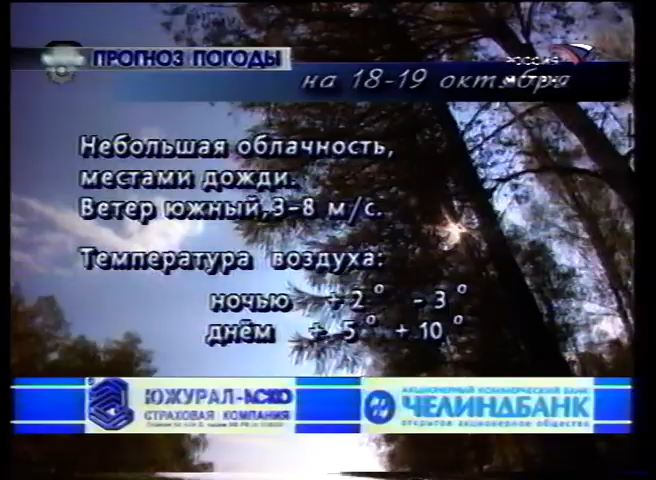 ПРОГНОЗ ПОГОДЫ
РОССИЯ
на 18-19 октября
Небольшая облачность,
местами дожди.
Ветер южный,3-8 м/с.
Температура воздуха:
ночью +2° -3°
днём +5° +10°
ЮЖУРАЛ-АСКО
СТРАХОВАЯ КОМПАНИЯ
АКЦИОНЕРНЫЙ КОММЕРЧЕСКИЙ БАНК
ЧЕЛИНДБАНК
открытое акционерное общество